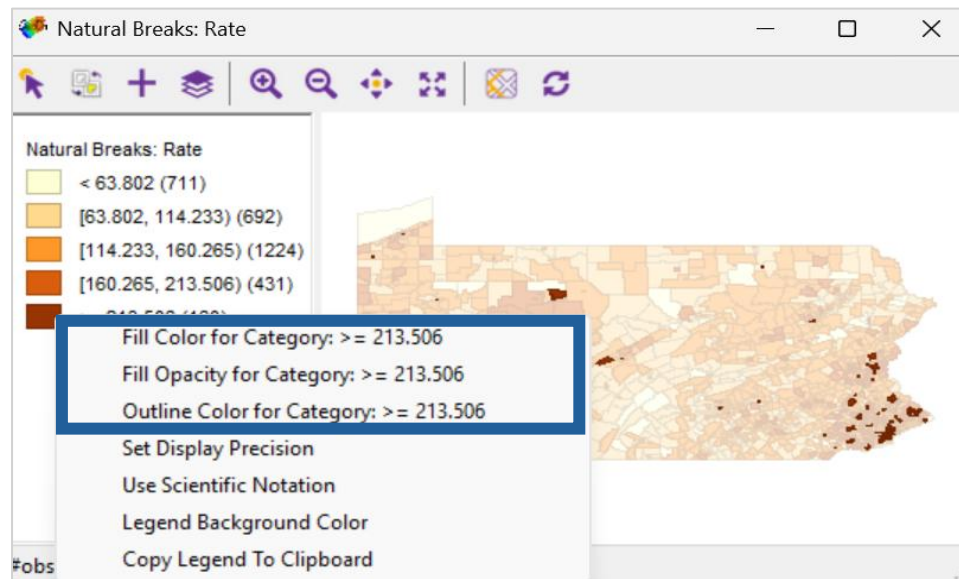 Natural Breaks: Rate
Natural Breaks: Rate
< 63.802 (711)
[63.802, 114.233) (692)
[114.233, 160.265) (1224)
[160.265, 213.506) (431)
Fill Color for Category: >= 213.506
Fill Opacity for Category: >= 213.506
Outline Color for Category: >= 213.506
Set Display Precision
Use Scientific Notation
Legend Background Color
Copy Legend To Clipboard
#obs